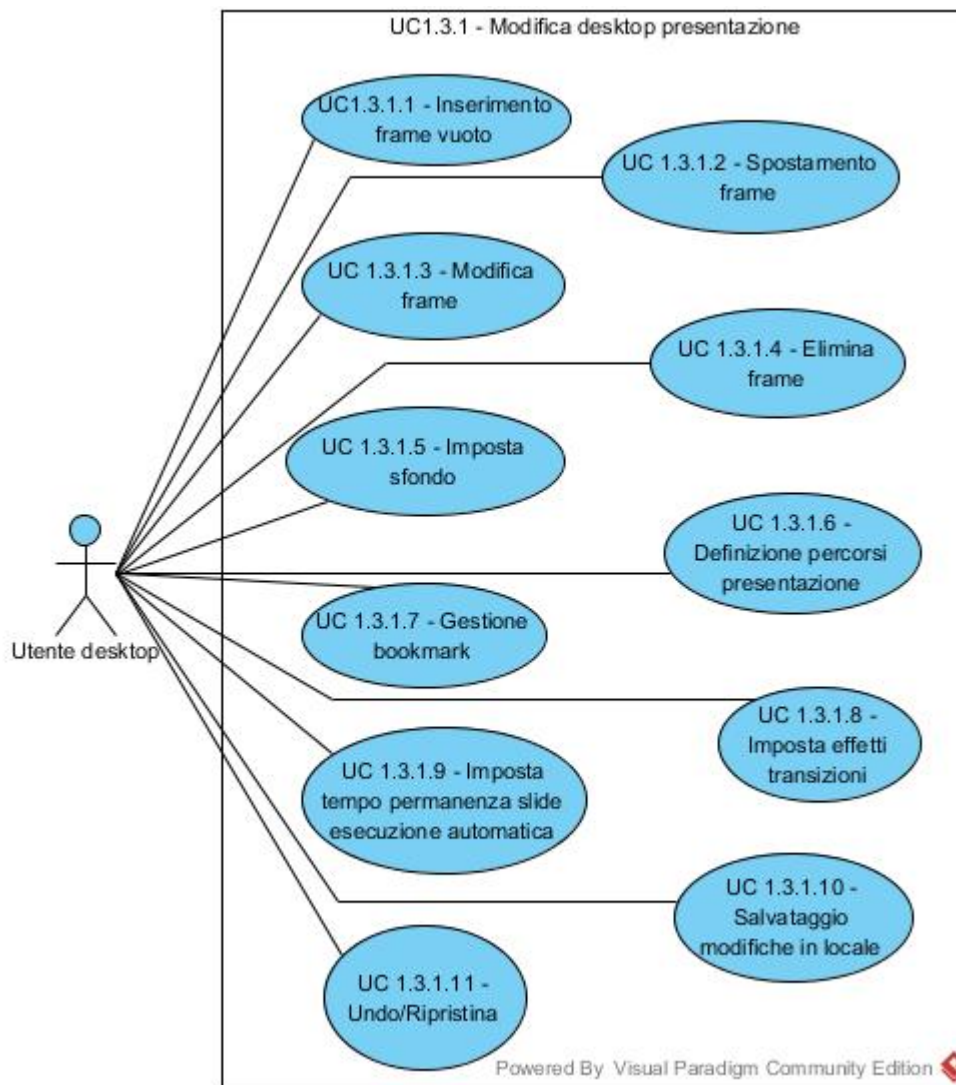 UC1.3.1 - Modifica desktop presentazione
UC1.3.1.1 - Inserimento
frame vuoto
UC 1.3.1.2 - Spostamento
frame
UC 1.3.1.3 - Modifica
frame
UC 1.3.1.4 - Elimina
frame
UC 1.3.1.5 - Imposta
sfondo
UC 1.3.1.6 -
Definizione percorsi
presentazione
UC 1.3.1.7 - Gestione
bookmark
Utente desktop
UC 1.3.1.8 -
Imposta effetti
transizioni
UC 1.3.1.9 - Imposta
tempo permanenza slide
esecuzione automatica
UC 1.3.1.10 -
Salvataggio
modifiche in locale
UC 1.3.1.11 -
Undo/Ripristina
Powered By Visual Paradigm Community Edition